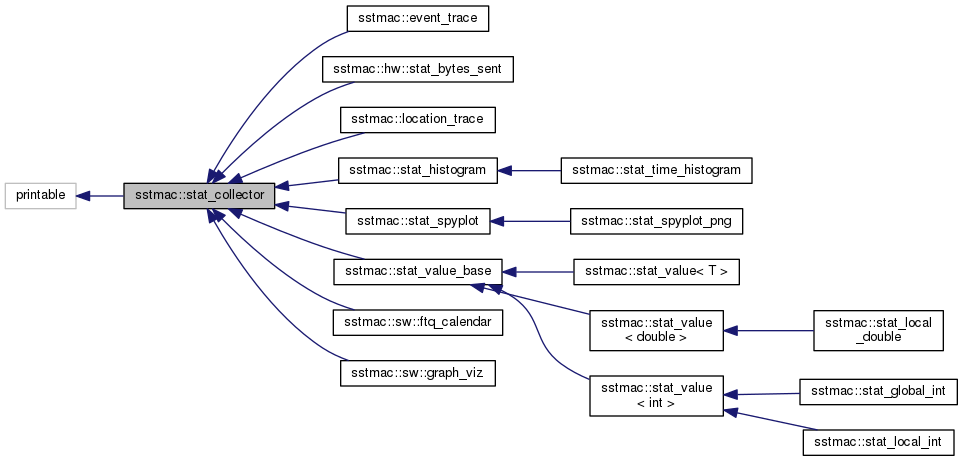 sstmac::event_trace
sstmac::hw::stat_bytes_sent
sstmac::location_trace
sstmac::stat_histogram
sstmac::stat_time_histogram
printable
sstmac::stat_collector
sstmac::stat_spyplot
sstmac::stat_spyplot_png
sstmac::stat_value_base
sstmac::stat_value< T >
sstmac::sw::ftq_calendar
sstmac::stat_value
< double >
sstmac::stat_local
_double
sstmac::sw::graph_viz
sstmac::stat_value
< int >
sstmac::stat_global_int
sstmac::stat_local_int